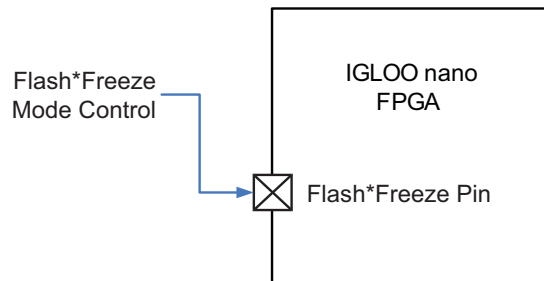 IGLOO nano
FPGA
Flash*Freeze
Mode Control
Flash*Freeze Pin